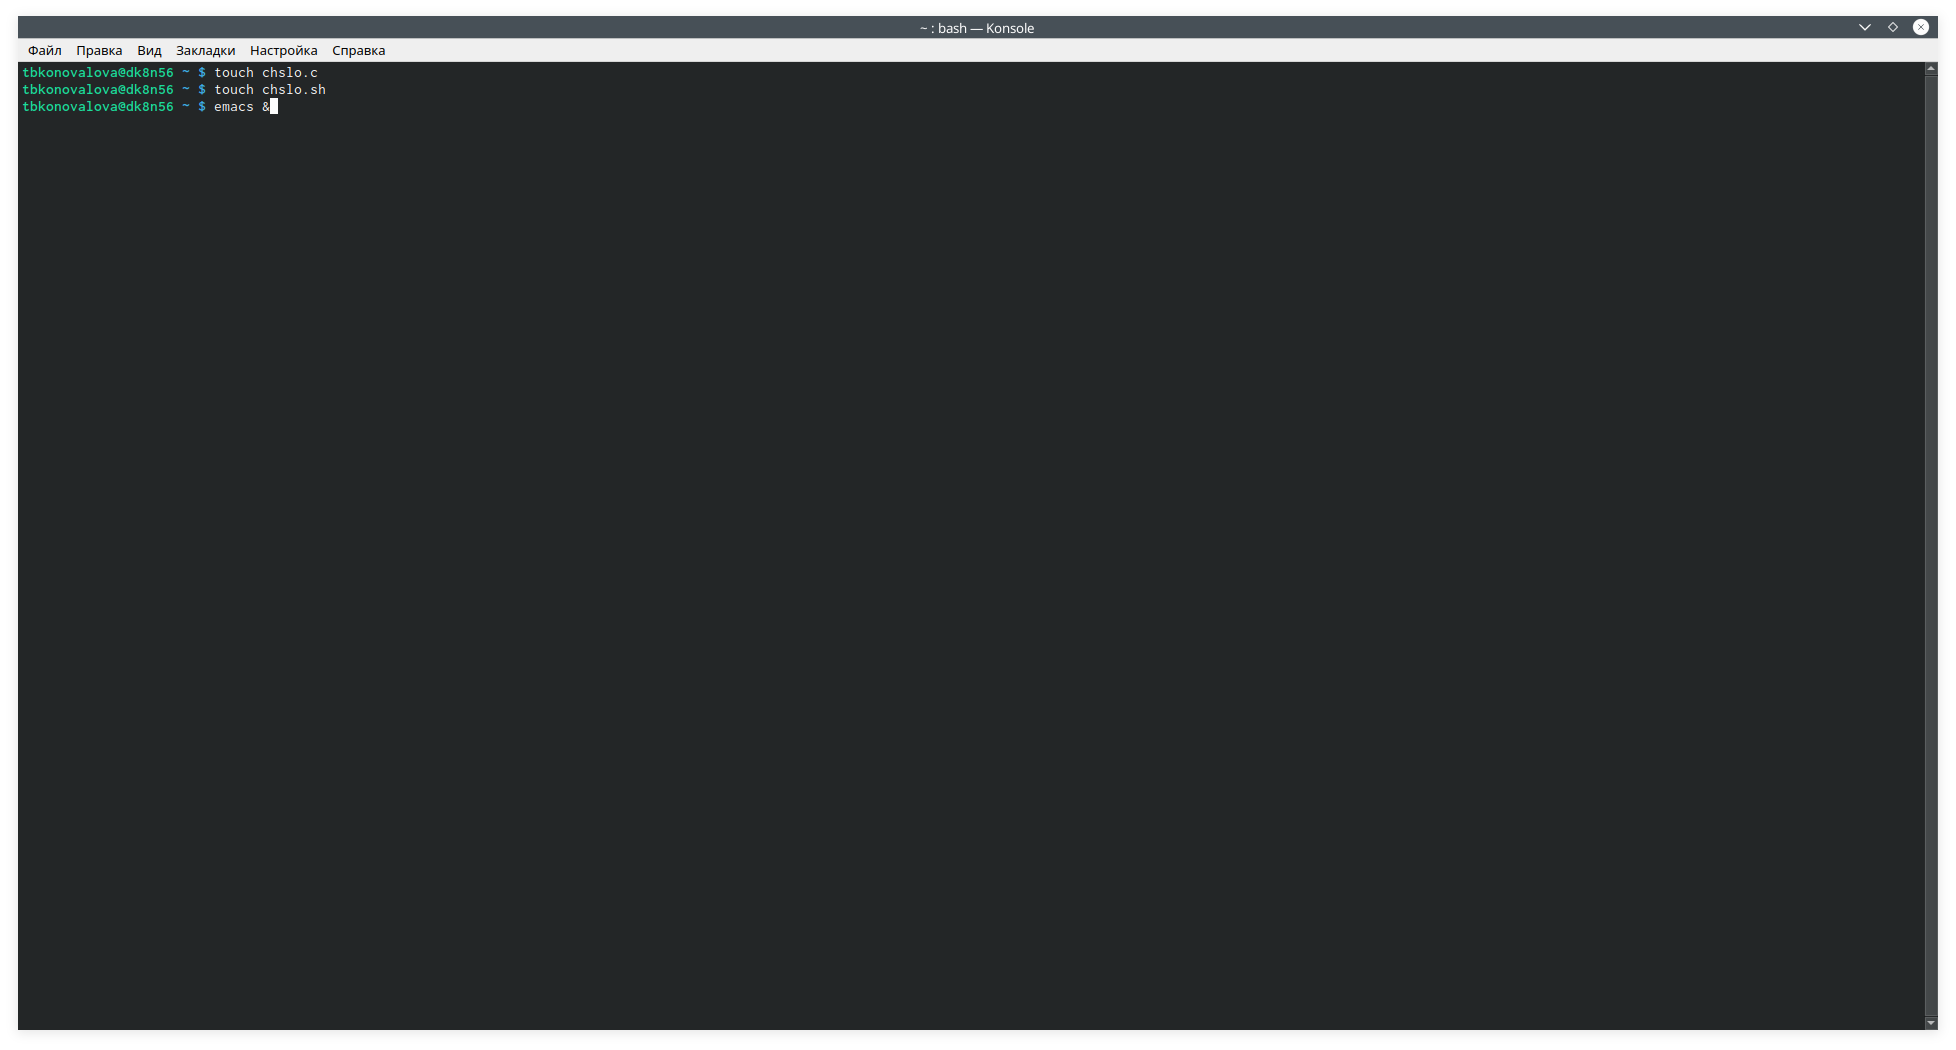 ~ : bash — Konsole
Файл Правка Вид Закладки Настройка Справка
tbkonovalova@dk8n56 ~ $ touch chslo.c
tbkonovalova@dk8n56 ~ $ touch chslo.sh
tbkonovalova@dk8n56 ~ $ emacs &